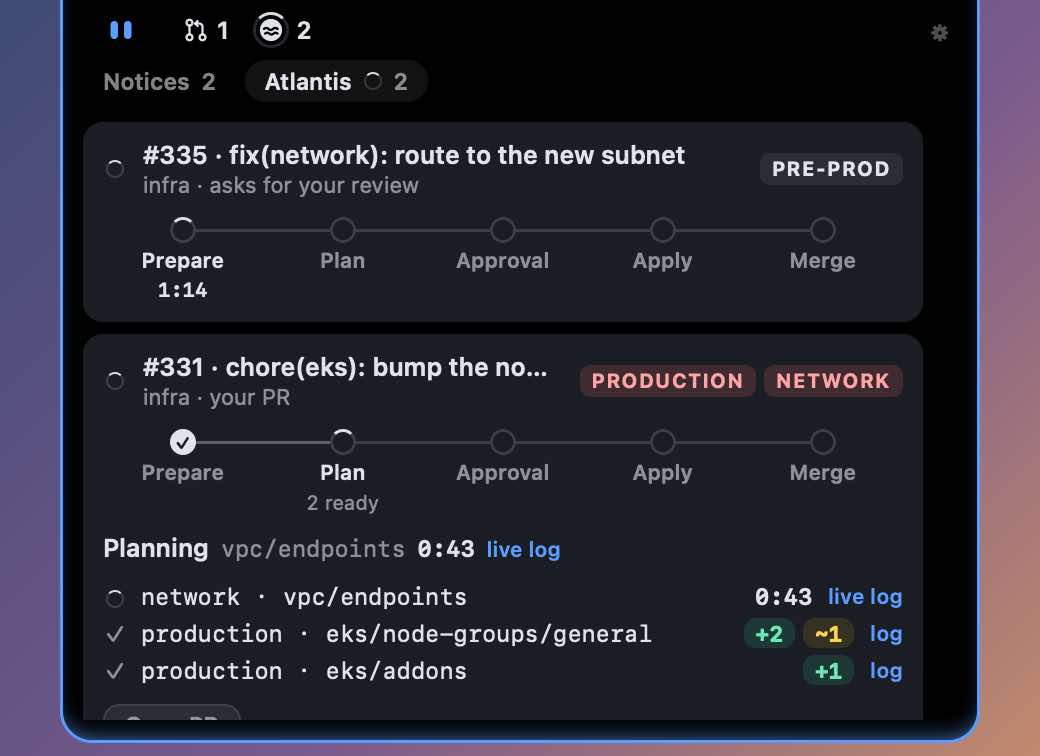 1 2
Notices 2 Atlantis 2
#335 · fix(network): route to the new subnet
PRE-PROD
infra · asks for your review
Prepare Plan Approval Apply Merge
1:14
#331 · chore(eks): bump the no...
PRODUCTION NETWORK
infra · your PR
Prepare Plan Approval Apply Merge
2 ready
Planning vpc/endpoints 0:43 live log
network · vpc/endpoints 0:43 live log
production · eks/node-groups/general +2 ~1 log
production · eks/addons +1 log